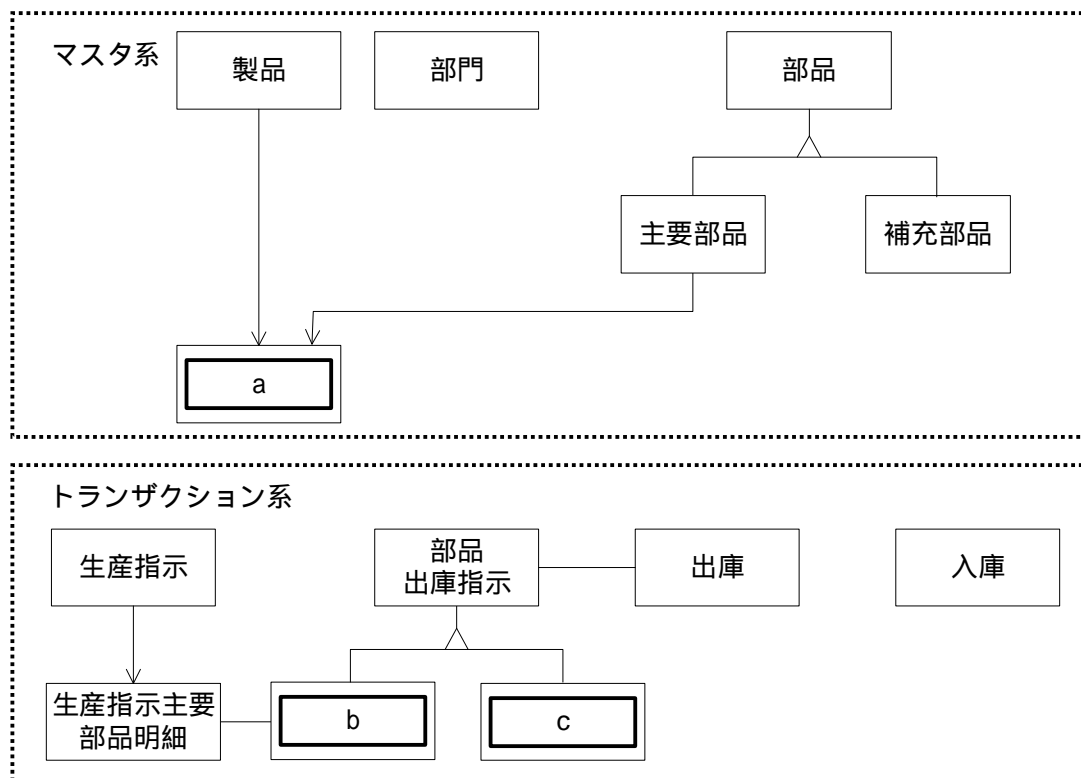 マスタ系
製品
部門
部品
主要部品
補充部品
a
トランザクション系
生産指示
部品
出庫指示
出庫
入庫
生産指示主要
部品明細
b
c